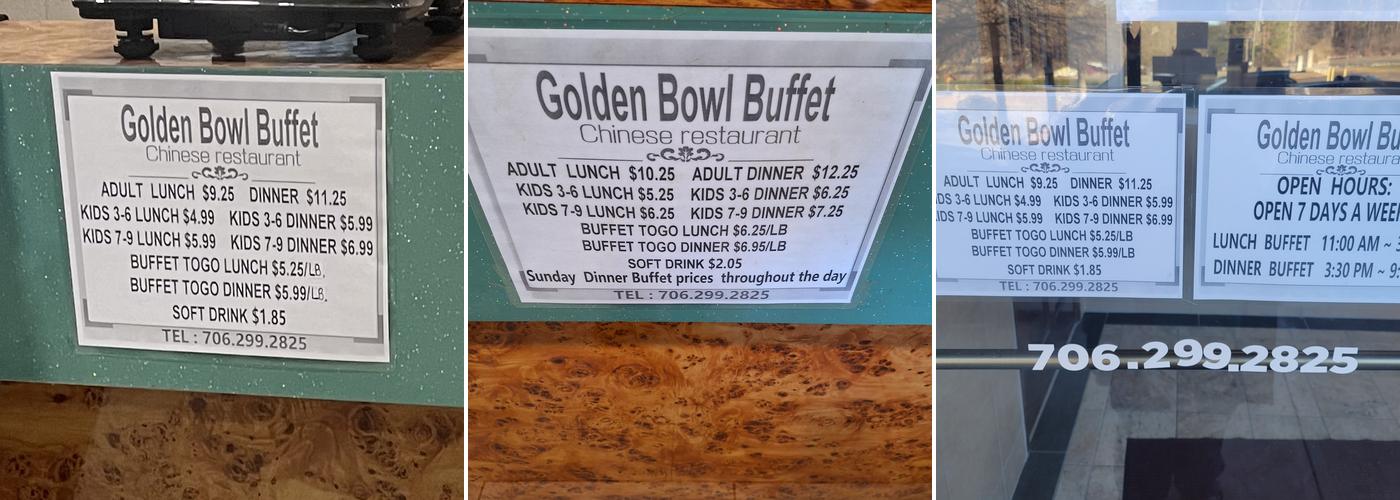 Golden Bowl Buffet
Chinese restaurant
ADULT LUNCH $9.25 DINNER $11.25
KIDS 3-6 LUNCH $4.99 KIDS 3-6 DINNER $5.99
KIDS 7-9 LUNCH $5.99 KIDS 7-9 DINNER $6.99
BUFFET TOGO LUNCH $5.25/LB.
BUFFET TOGO DINNER $5.99/LB.
SOFT DRINK $1.85
TEL : 706.299.2825
Golden Bowl Buffet
Chinese restaurant
ADULT LUNCH $10.25 ADULT DINNER $12.25
KIDS 3-6 LUNCH $5.25 KIDS 3-6 DINNER $6.25
KIDS 7-9 LUNCH $6.25 KIDS 7-9 DINNER $7.25
BUFFET TOGO LUNCH $6.25/LB
BUFFET TOGO DINNER $6.95/LB
SOFT DRINK $2.05
Sunday Dinner Buffet prices throughout the day
TEL : 706.299.2825
Golden Bowl Buffet
Chinese restaurant
ADULT LUNCH $9.25 DINNER $11.25
DS 3-6 LUNCH $4.99 KIDS 3-6 DINNER $5.99
DS 7-9 LUNCH $5.99 KIDS 7-9 DINNER $6.99
BUFFET TOGO LUNCH $5.25/LB
BUFFET TOGO DINNER $5.99/LB
SOFT DRINK $1.85
TEL : 706.299.2825
Golden Bowl Bu
Chinese restaura
OPEN HOURS:
OPEN 7 DAYS A WEE
LUNCH BUFFET 11:00 AM ~ 3
DINNER BUFFET 3:30 PM ~ 9:
706.299.2825